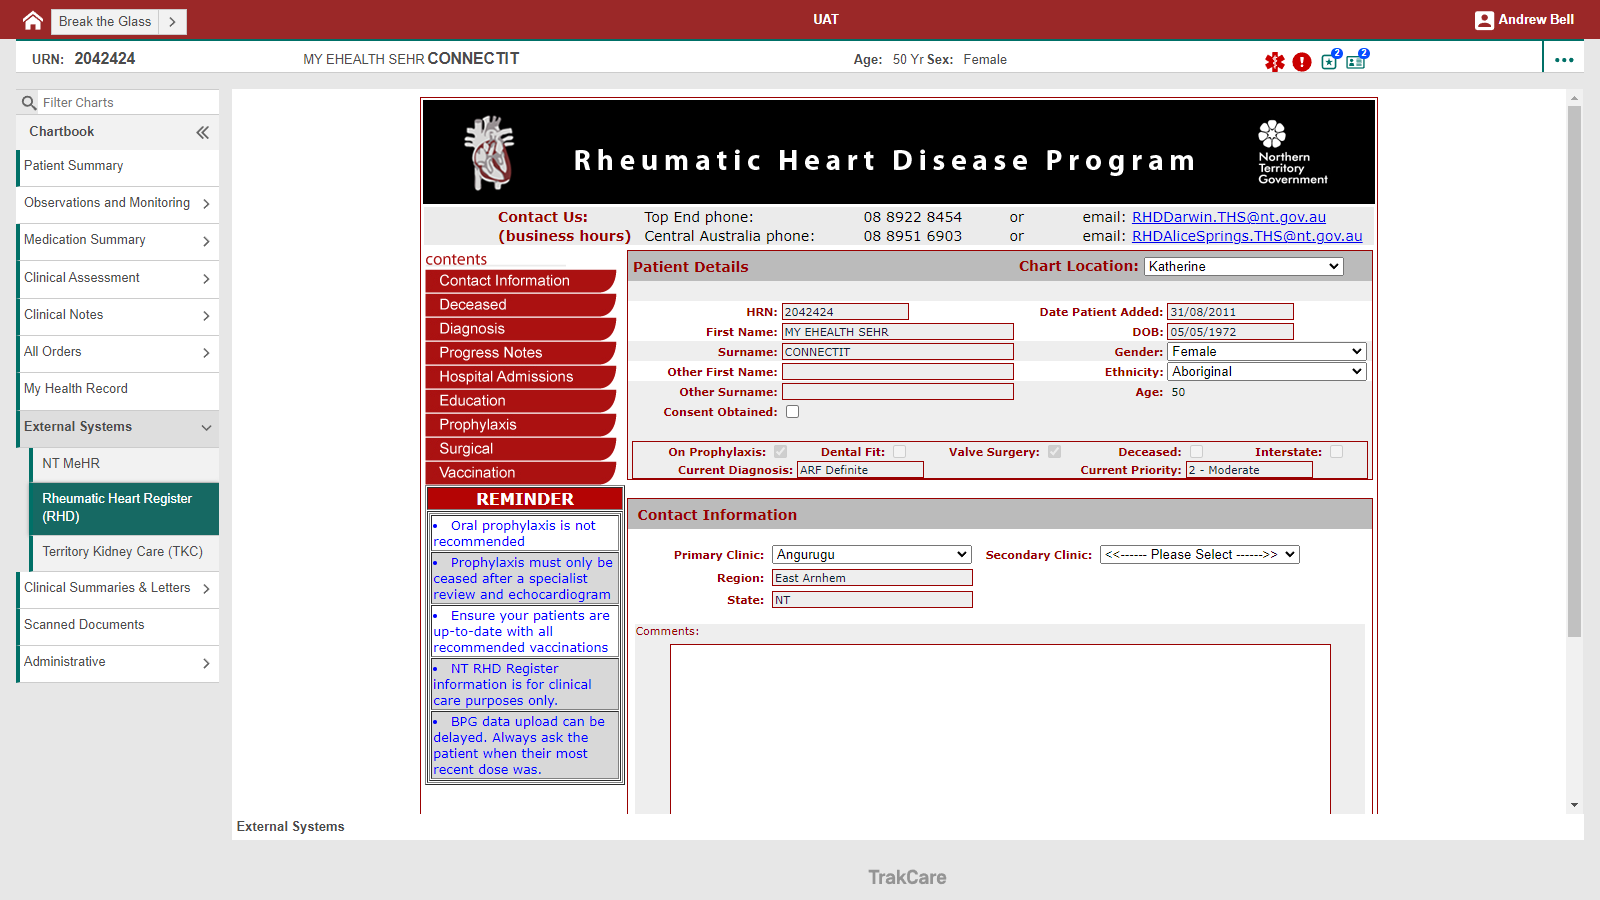 Break the Glass
UAT
Andrew Bell
URN: 2042424
MY EHEALTH SEHR CONNECTIT
Age: 50 Yr Sex: Female
2
2
Filter Charts
Chartbook
Patient Summary
Observations and Monitoring
Medication Summary
Clinical Assessment
Clinical Notes
All Orders
My Health Record
External Systems
NT MeHR
Rheumatic Heart Register
(RHD)
Territory Kidney Care (TKC)
Clinical Summaries & Letters
Scanned Documents
Administrative
Rheumatic Heart Disease Program
Northern
Territory
Government
Contact Us: Top End phone: 08 8922 8454 or email: RHDDarwin.THS@nt.gov.au
(business hours) Central Australia phone: 08 8951 6903 or email: RHDAliceSprings.THS@nt.gov.au
contents
Contact Information
Deceased
Diagnosis
Progress Notes
Hospital Admissions
Education
Prophylaxis
Surgical
Vaccination
REMINDER
• Oral prophylaxis is not
recommended
• Prophylaxis must only be
ceased after a specialist
review and echocardiogram
• Ensure your patients are
up-to-date with all
recommended vaccinations
• NT RHD Register
information is for clinical
care purposes only.
• BPG data upload can be
delayed. Always ask the
patient when their most
recent dose was.
Patient Details Chart Location: Katherine
HRN: 2042424 Date Patient Added: 31/08/2011
First Name: MY EHEALTH SEHR DOB: 05/05/1972
Surname: CONNECTIT Gender: Female
Other First Name: Ethnicity: Aboriginal
Other Surname: Age: 50
Consent Obtained:
On Prophylaxis: Dental Fit: Valve Surgery: Deceased: Interstate:
Current Diagnosis: ARF Definite Current Priority: 2 - Moderate
Contact Information
Primary Clinic: Angurugu Secondary Clinic: <<------ Please Select ------>>
Region: East Arnhem
State: NT
Comments:
External Systems
TrakCare